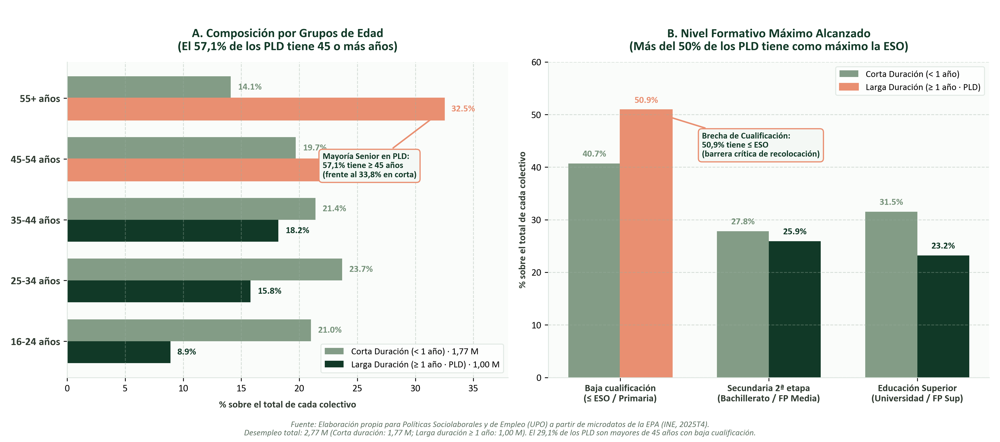 A. Composición por Grupos de Edad
(El 57,1% de los PLD tiene 45 o más años)
55+ años
14.1%
32.5%
45-54 años
19.7%
Mayoría Senior en PLD:
57,1% tiene ≥ 45 años
(frente al 33,8% en corta)
35-44 años
21.4%
18.2%
25-34 años
23.7%
15.8%
16-24 años
21.0%
8.9%
Corta Duración (< 1 año) · 1,77 M
Larga Duración (≥ 1 año · PLD) · 1,00 M
0 5 10 15 20 25 30 35
% sobre el total de cada colectivo
B. Nivel Formativo Máximo Alcanzado
(Más del 50% de los PLD tiene como máximo la ESO)
% sobre el total de cada colectivo
60
50
40
30
20
10
0
Corta Duración (< 1 año)
Larga Duración (≥ 1 año · PLD)
40.7%
50.9%
Brecha de Cualificación:
50,9% tiene ≤ ESO
(barrera crítica de recolocación)
27.8%
25.9%
31.5%
23.2%
Baja cualificación
(≤ ESO / Primaria)
Secundaria 2ª etapa
(Bachillerato / FP Media)
Educación Superior
(Universidad / FP Sup)
Fuente: Elaboración propia para Políticas Sociolaborales y de Empleo (UPO) a partir de microdatos de la EPA (INE, 2025T4).
Desempleo total: 2,77 M (Corta duración: 1,77 M; Larga duración ≥ 1 año: 1,00 M). El 29,1% de los PLD son mayores de 45 años con baja cualificación.